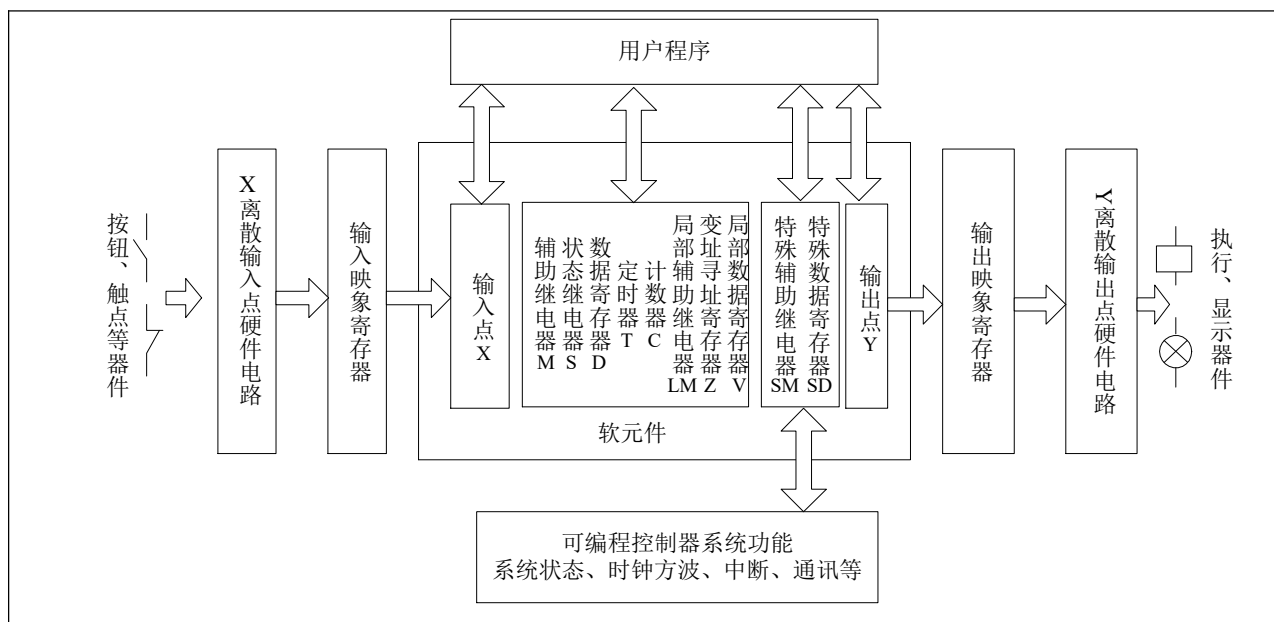 用户程序
按钮、触点等器件
X离散输入点硬件电路
输入映象寄存器
输入点X
辅助继电器M
状态继电器S
数据寄存器D
定时器T
计数器C
局部辅助继电器LM
变址寻址寄存器Z
局部数据寄存器V
特殊辅助继电器SM
特殊数据寄存器SD
输出点Y
软元件
输出映象寄存器
Y离散输出点硬件电路
执行、显示器件
可编程控制器系统功能
系统状态、时钟方波、中断、通讯等